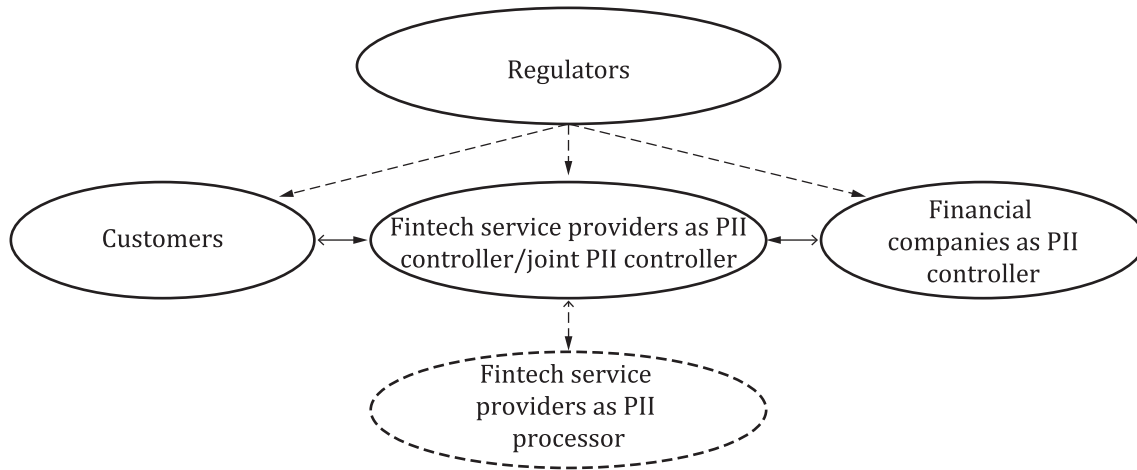 Regulators
Customers
Fintech service providers as PII
controller/joint PII controller
Financial
companies as PII
controller
Fintech service
providers as PII
processor